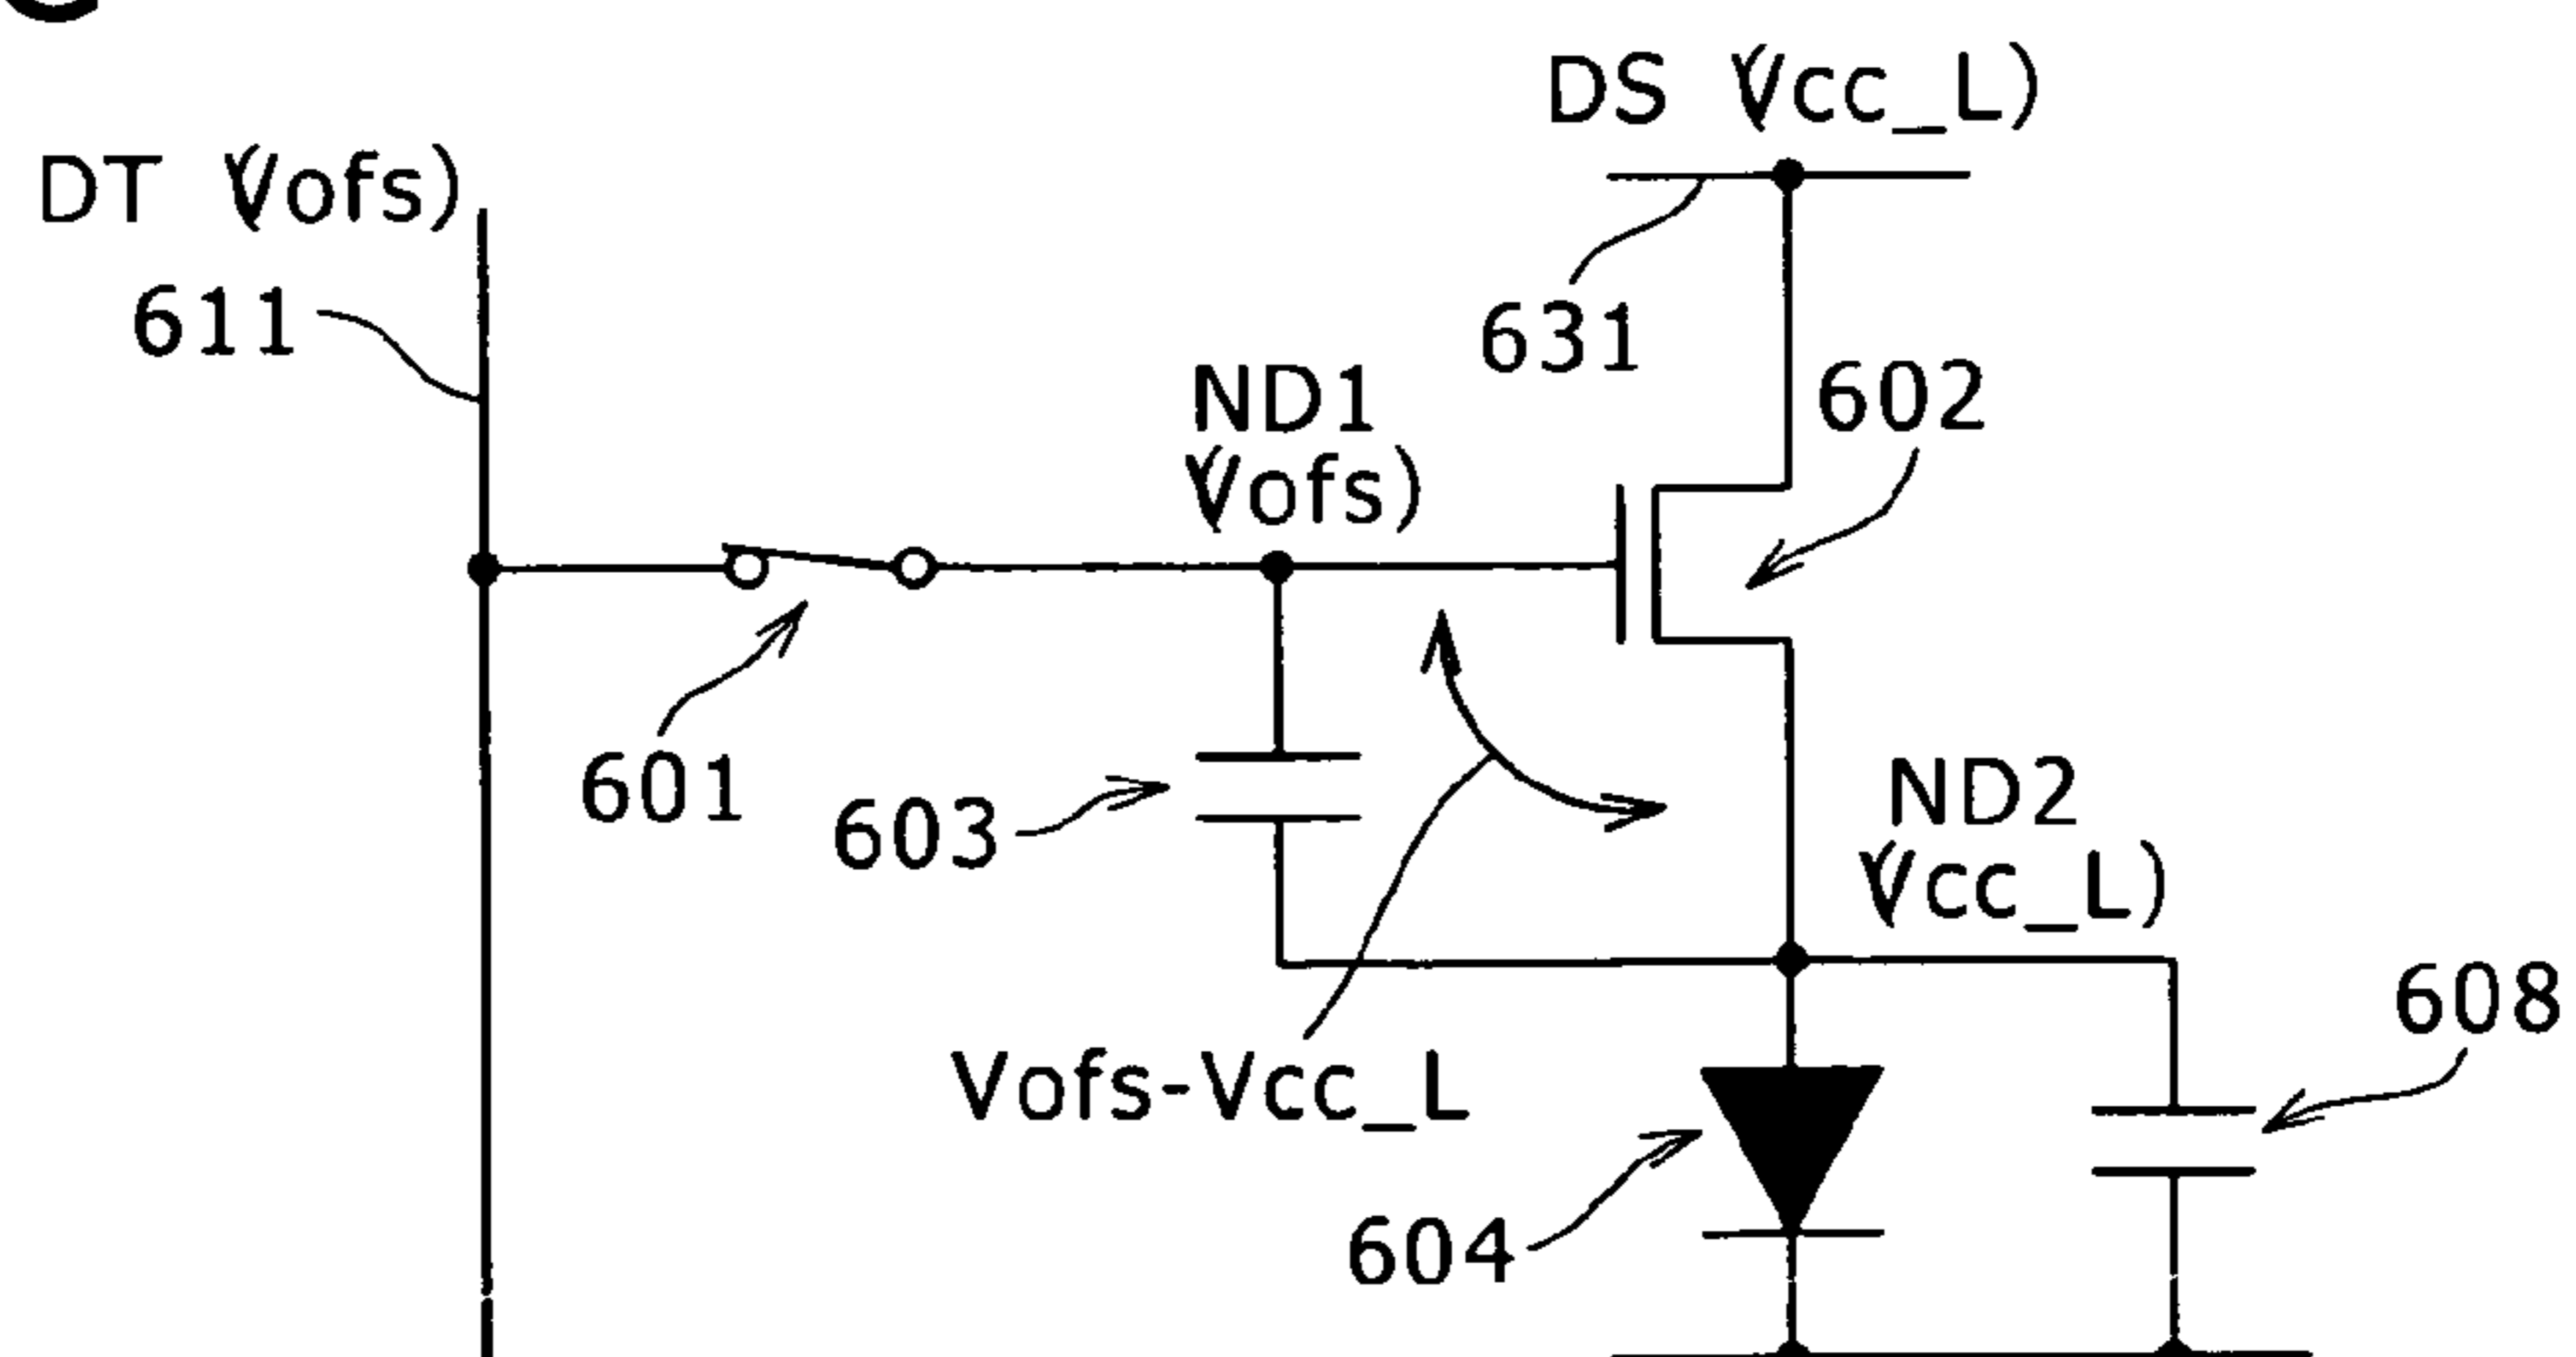 DS (Vcc_L)
DT (Vofs)
611
631
ND1
(Vofs)
602
601
603
ND2
(Vcc_L)
608
Vofs-Vcc_L
604